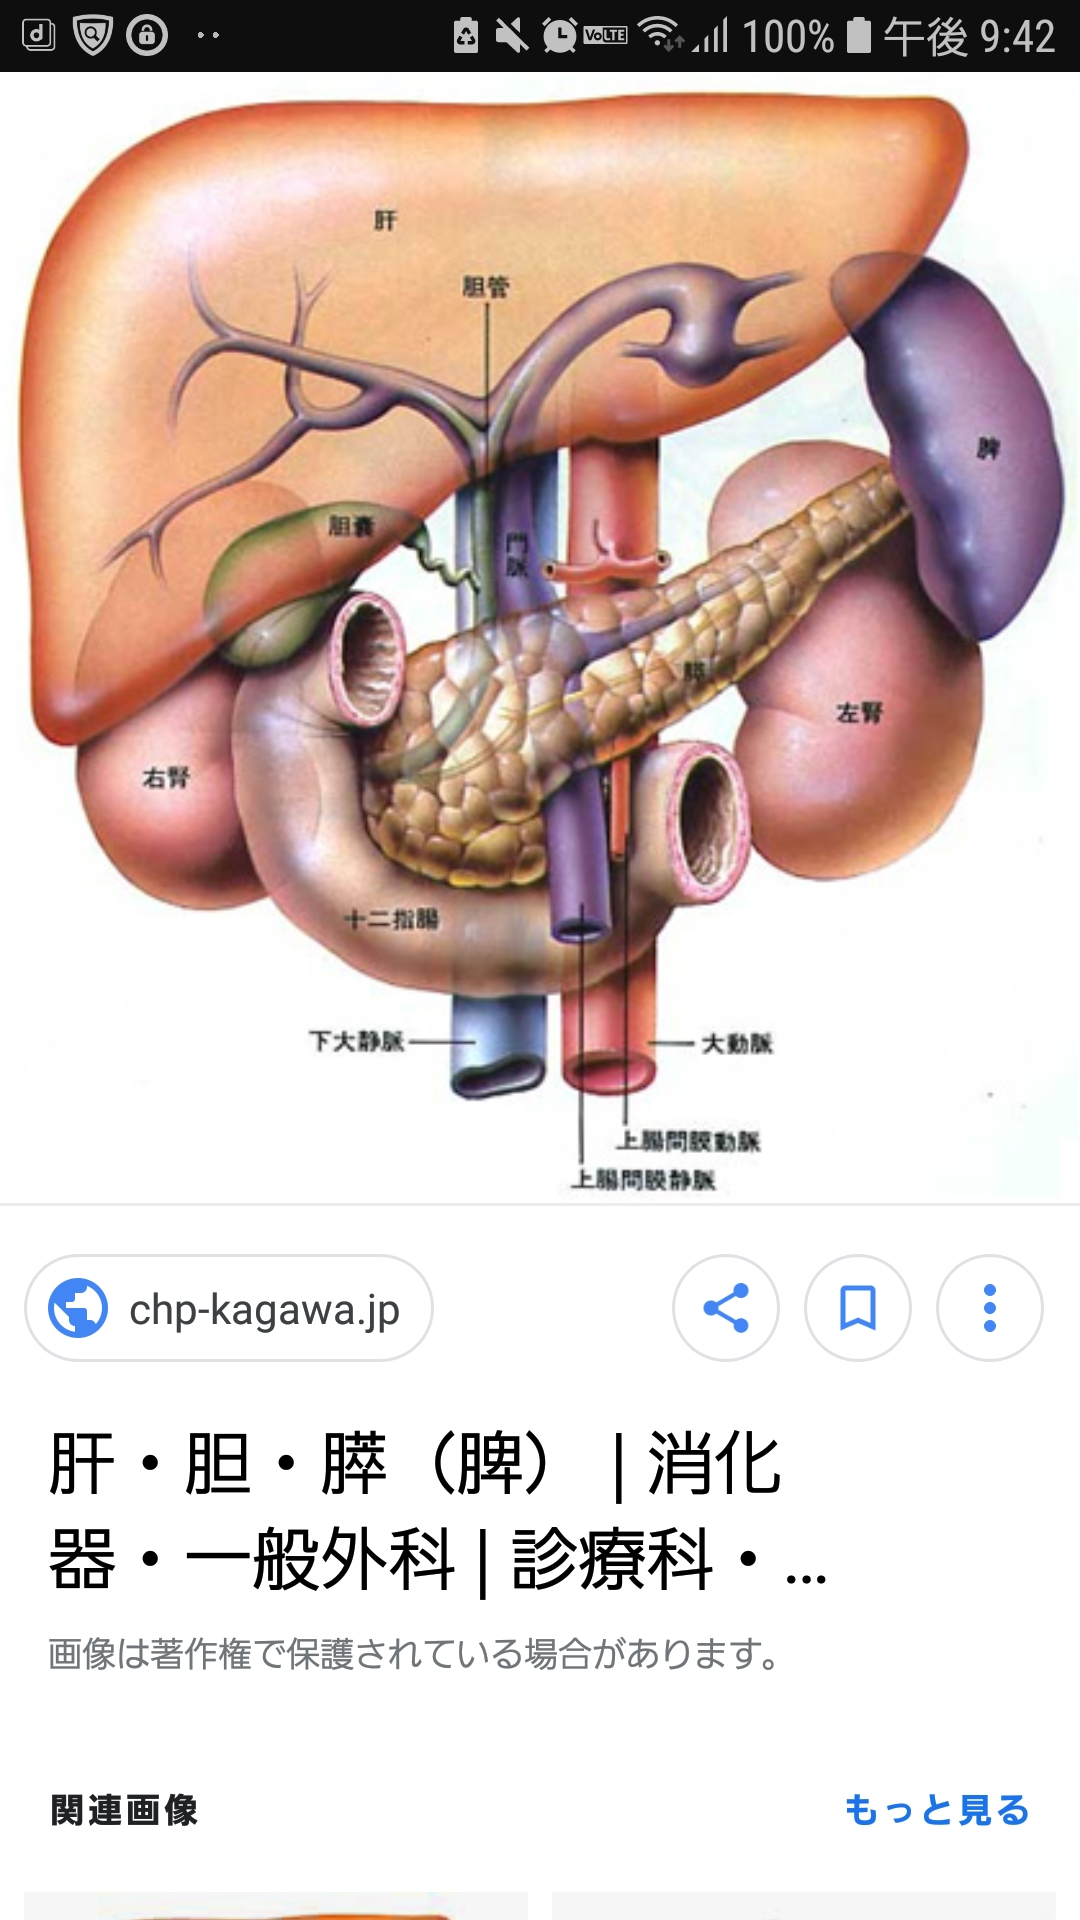 VoLTE 100% 午後 9:42
肝
胆管
脾
胆嚢
門脈
膵
左腎
右腎
十二指腸
下大静脈
大動脈
上腸間膜動脈
上腸間膜静脈
chp-kagawa.jp
肝・胆・膵（脾） | 消化
器・一般外科 | 診療科・...
画像は著作権で保護されている場合があります。
関連画像
もっと見る